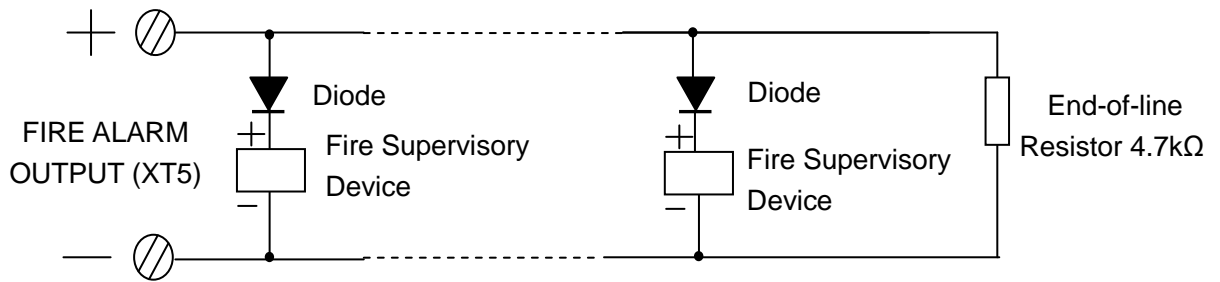 +
Diode
Diode
FIRE ALARM
OUTPUT (XT5)
+
Fire Supervisory
Device
−
+
Fire Supervisory
Device
−
End-of-line
Resistor 4.7kΩ
−